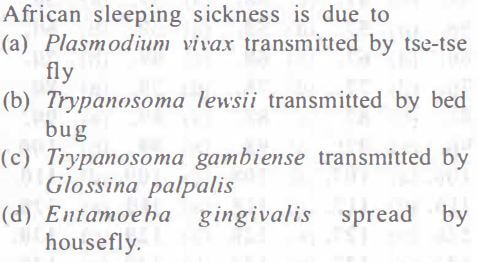 African sleeping sickness is due to
(a) Plasmodium vivax transmitted by tse-tse
fly
(b) Trypanosoma lewsii transmitted by bed
bug
(c) Trypanosoma gambiense transmitted by
Glossina palpalis
(d) Entamoeba gingivalis spread by
housefly.